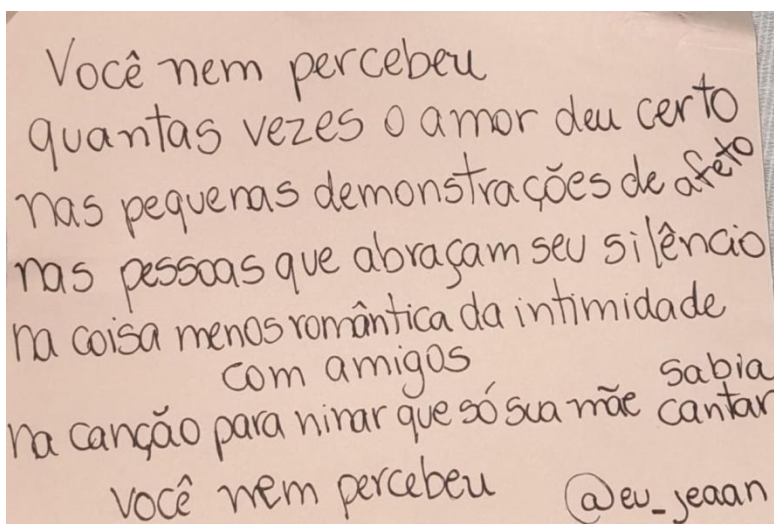 Você nem percebeu
quantas vezes o amor deu certo
nas pequenas demonstrações de afeto
nas pessoas que abraçam seu silêncio
na coisa menos romântica da intimidade
com amigos
na canção para ninar que só sua mãe sabia cantar
você nem percebeu @eu_jeaan